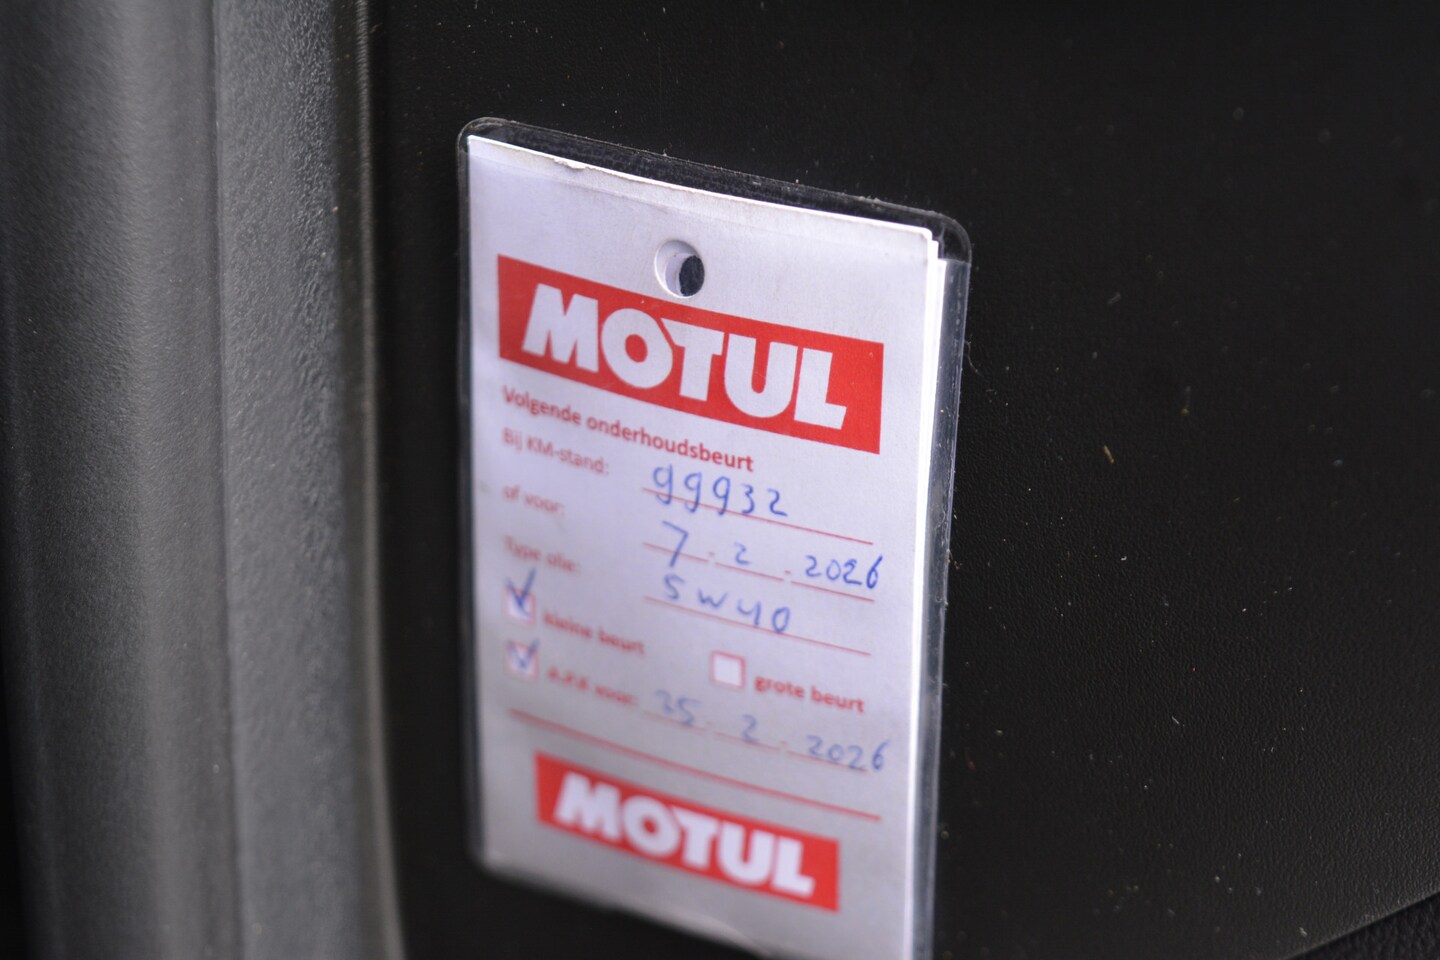 MOTUL
Volgende onderhoudsbeurt
Bij KM-stand: 99932
of voor: 7 - 2 - 2026
Type olie: 5W40
kleine beurt
grote beurt
A.P.K voor: 25 - 2 - 2026
MOTUL